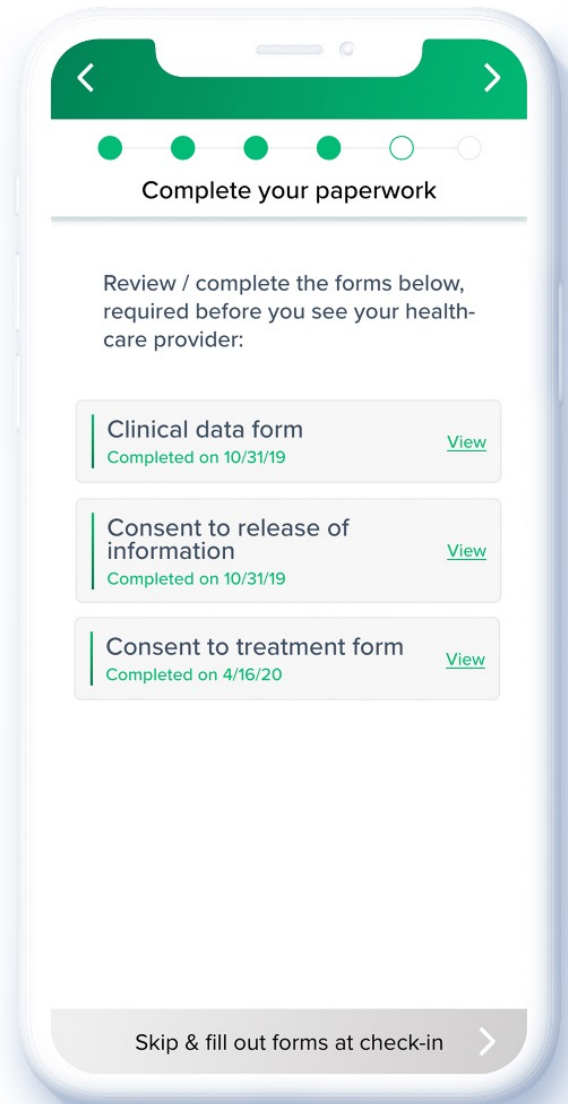 Complete your paperwork
Review / complete the forms below,
required before you see your health-
care provider:
Clinical data form
Completed on 10/31/19
View
Consent to release of
information
Completed on 10/31/19
View
Consent to treatment form
Completed on 4/16/20
View
Skip & fill out forms at check-in